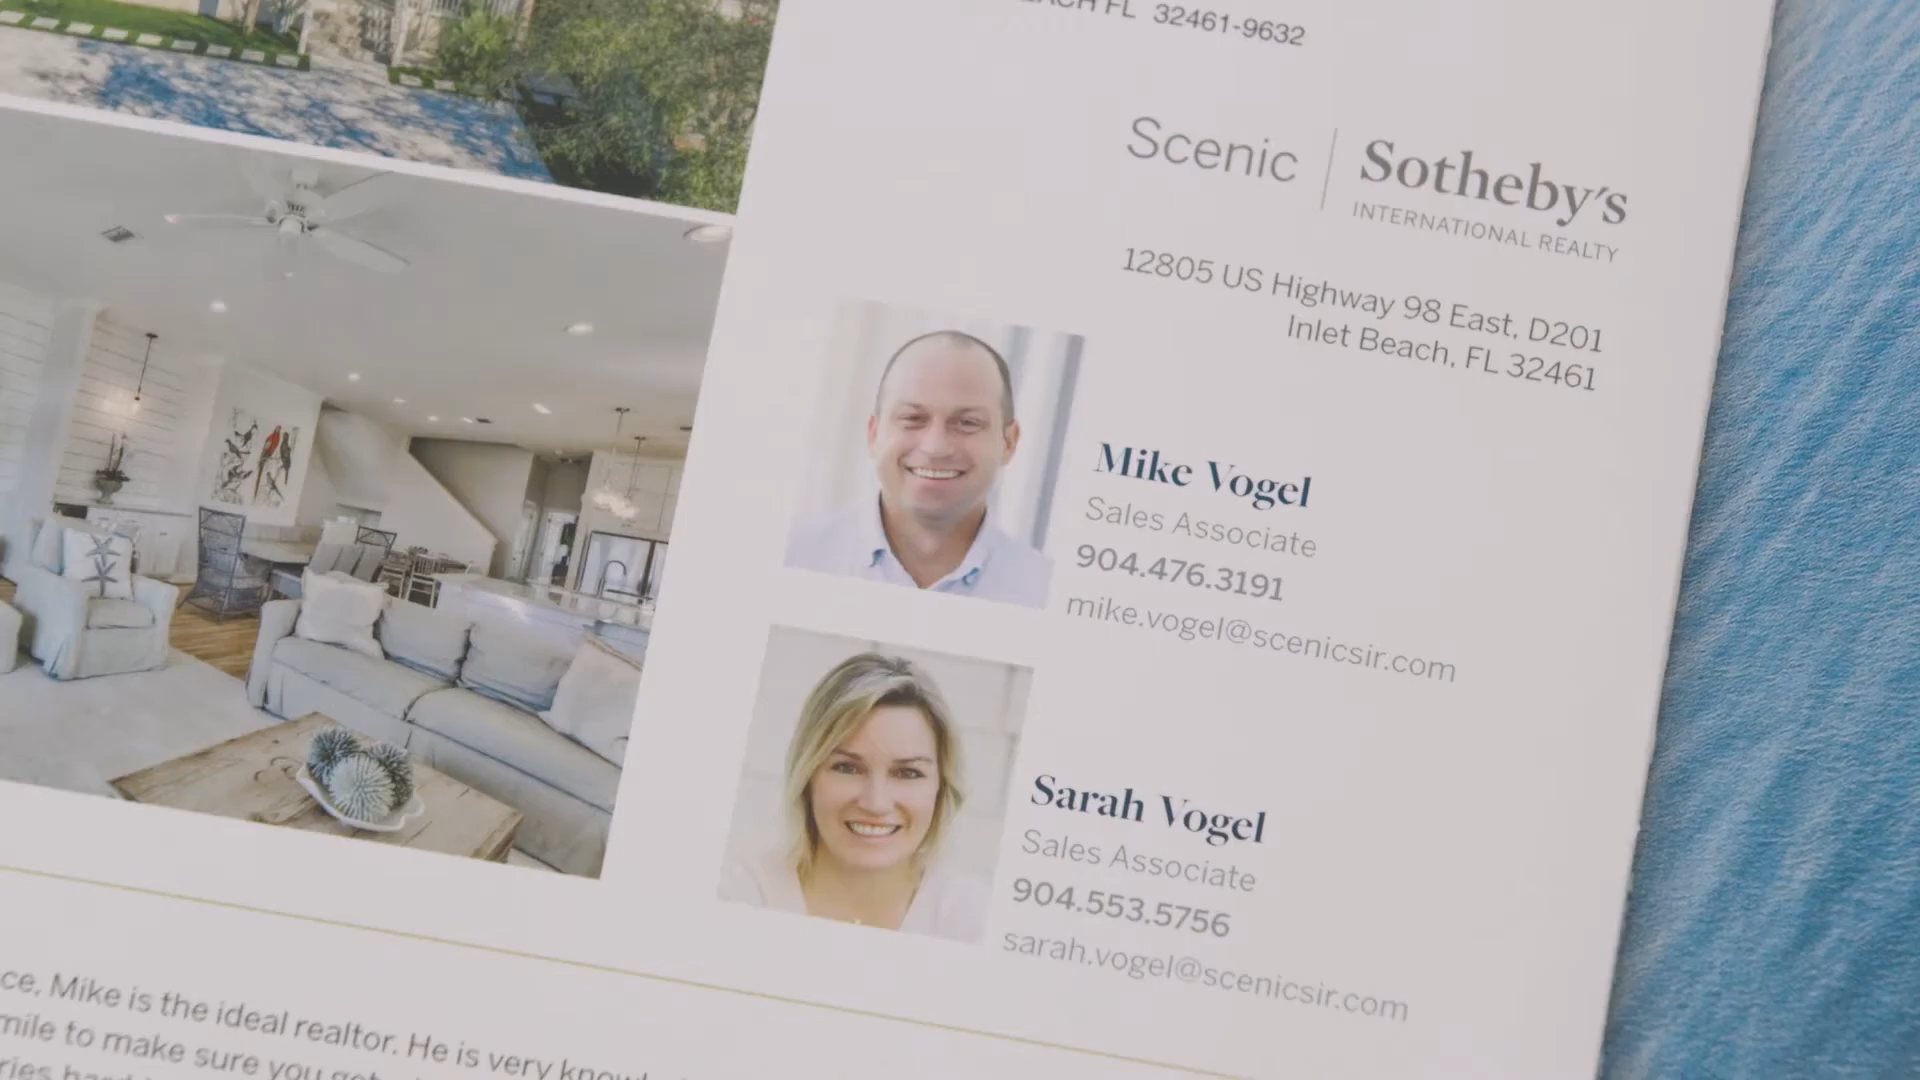 FL 32461-9632
Scenic
Sotheby's
INTERNATIONAL REALTY
12805 US Highway 98 East, D201
Inlet Beach, FL 32461
Mike Vogel
Sales Associate
904.476.3191
mike.vogel@scenicsir.com
Sarah Vogel
Sales Associate
904.553.5756
sarah.vogel@scenicsir.com
ce. Mike is the ideal realtor. He is very
mile to make sure you